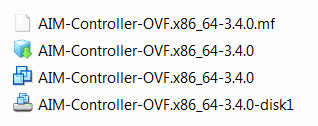 AIM-Controller-OVF.x86_64-3.4.0.mf
AIM-Controller-OVF.x86_64-3.4.0
AIM-Controller-OVF.x86_64-3.4.0
AIM-Controller-OVF.x86_64-3.4.0-disk1